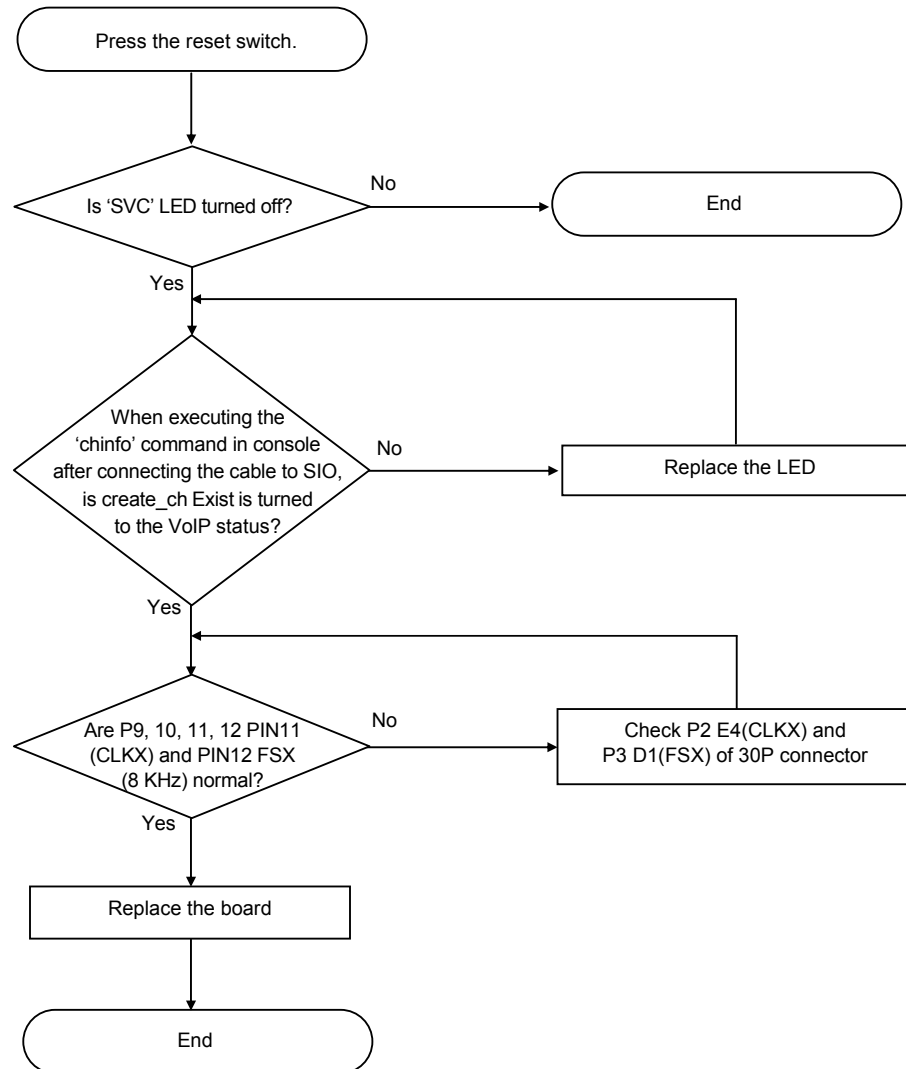 Press the reset switch.
Is ‘SVC’ LED turned off?
No
End
Yes
When executing the
‘chinfo’ command in console
after connecting the cable to SIO,
is create_ch Exist is turned
to the VoIP status?
No
Replace the LED
Yes
Are P9, 10, 11, 12 PIN11
(CLKX) and PIN12 FSX
(8 KHz) normal?
No
Check P2 E4(CLKX) and
P3 D1(FSX) of 30P connector
Yes
Replace the board
End